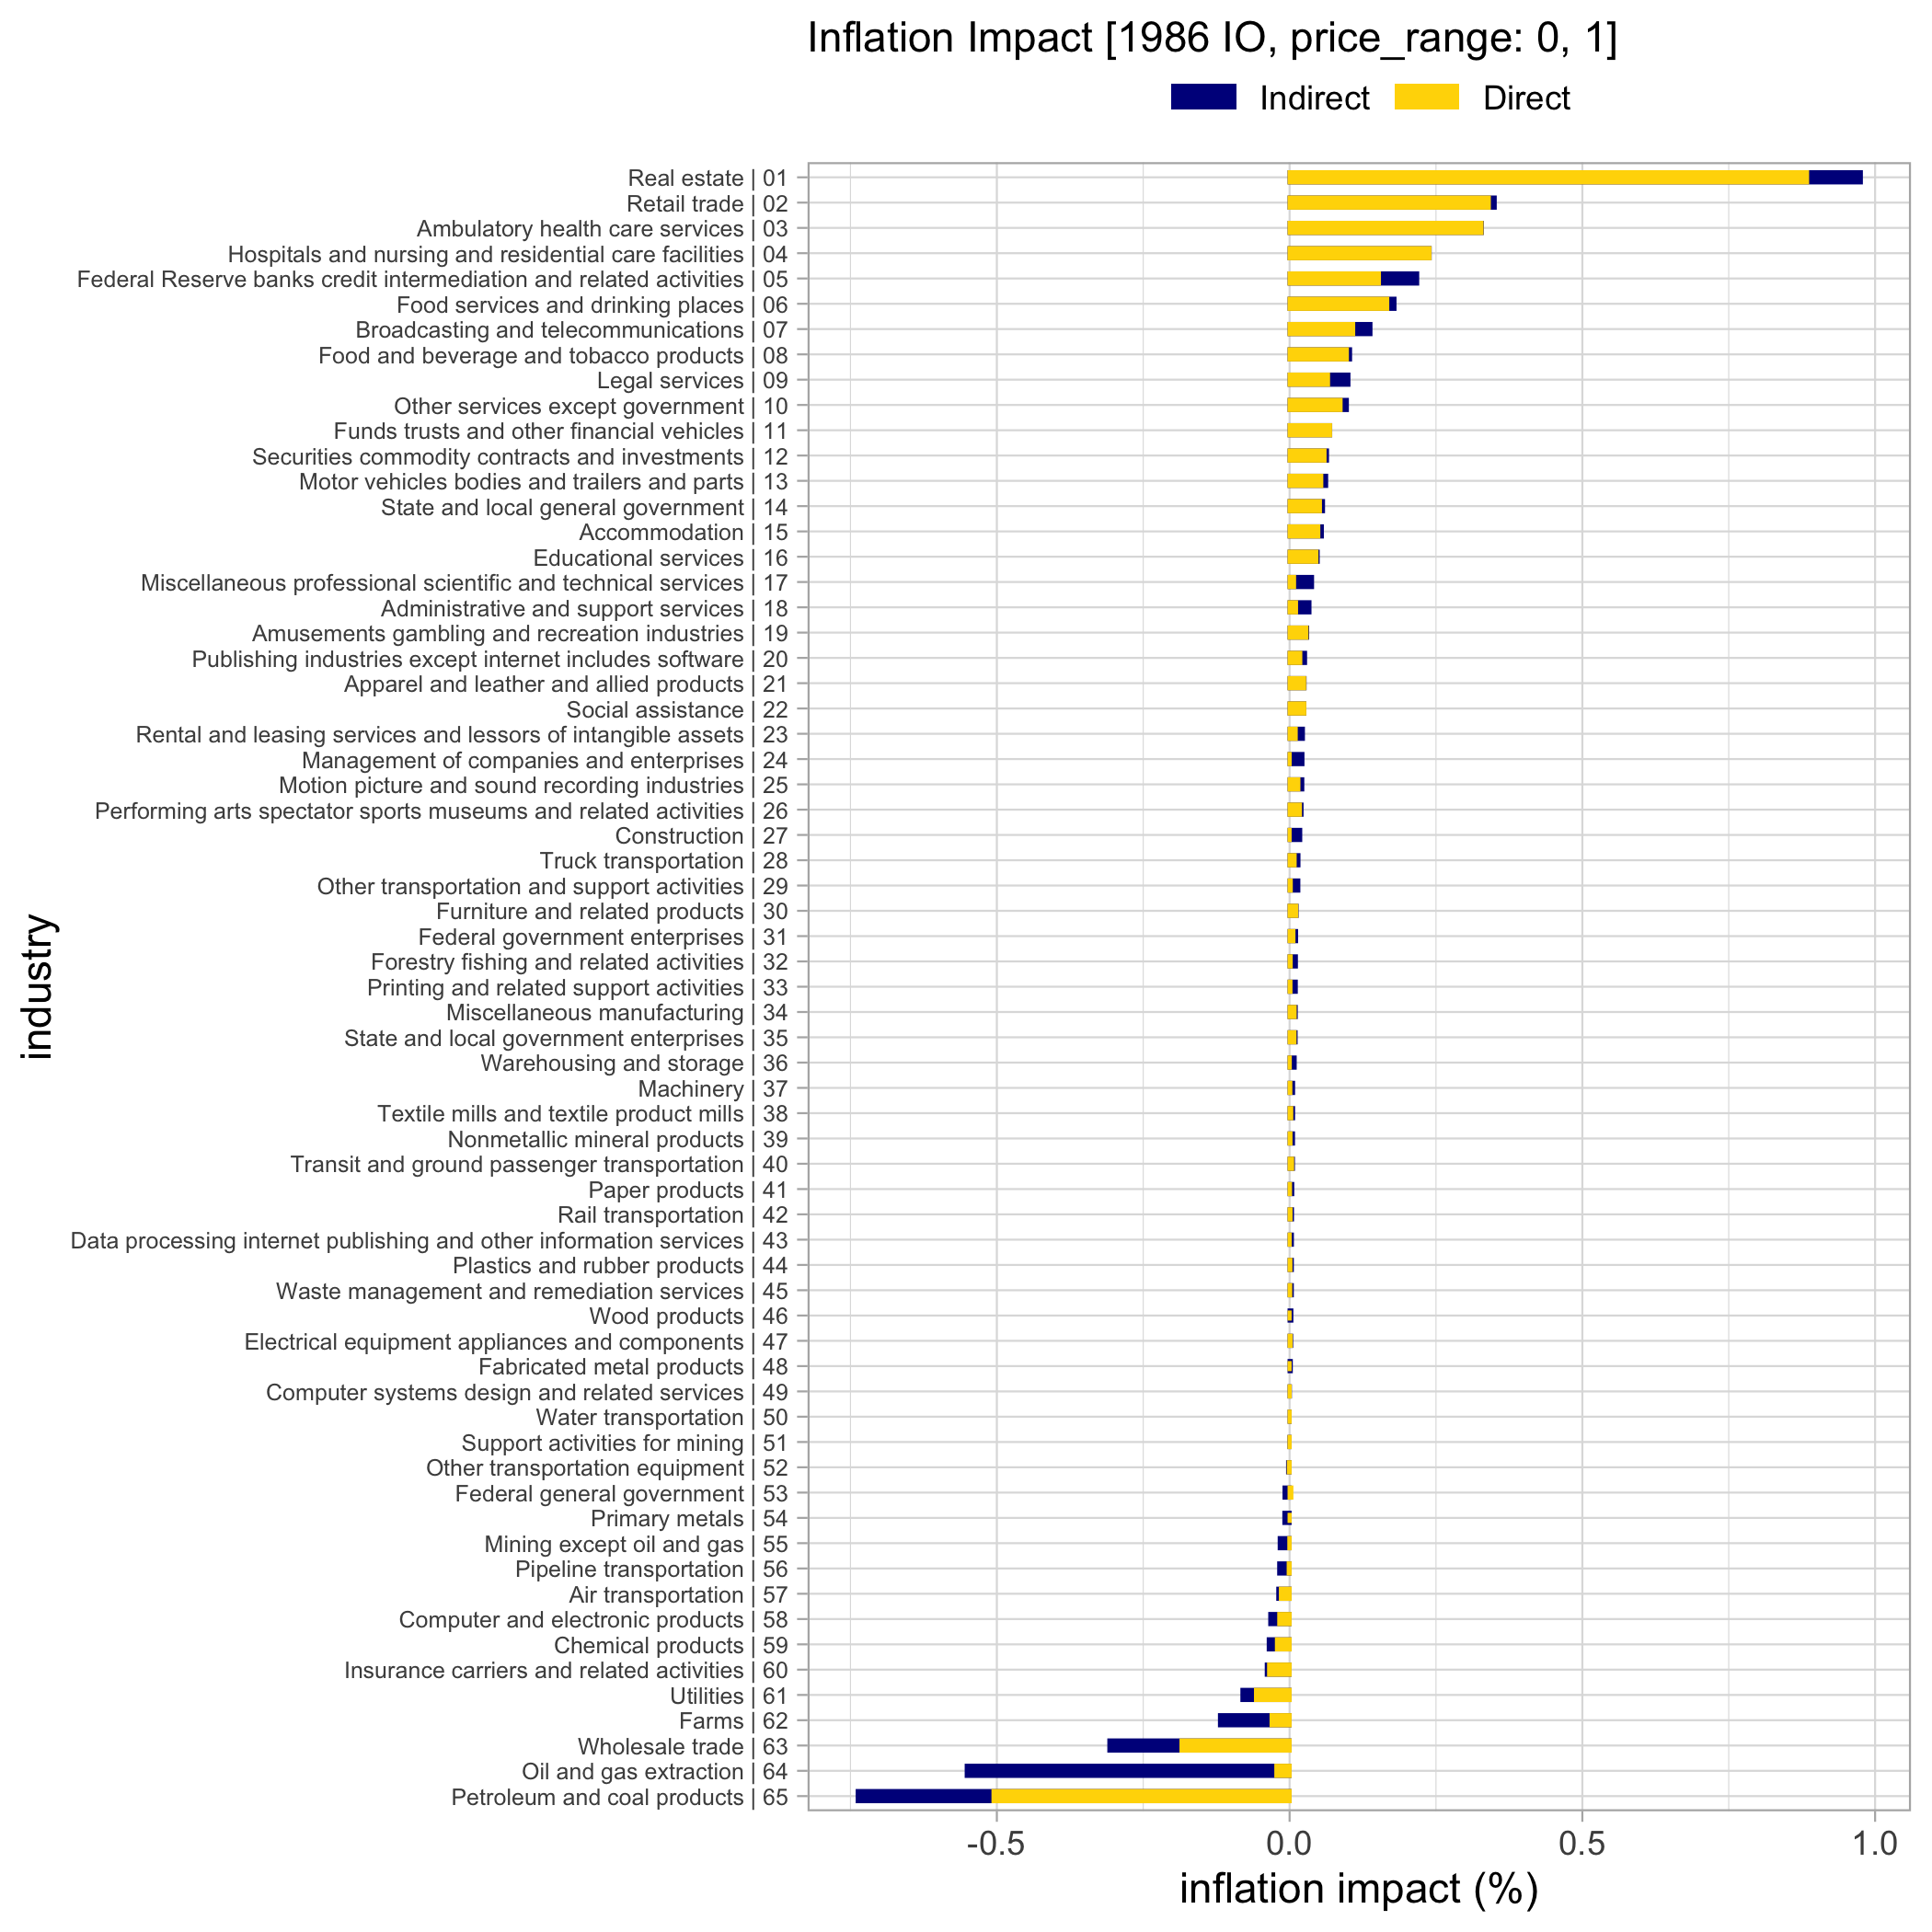 Inflation Impact [1986 IO, price_range: 0, 1]
Indirect Direct
Real estate | 01
Retail trade | 02
Ambulatory health care services | 03
Hospitals and nursing and residential care facilities | 04
Federal Reserve banks credit intermediation and related activities | 05
Food services and drinking places | 06
Broadcasting and telecommunications | 07
Food and beverage and tobacco products | 08
Legal services | 09
Other services except government | 10
Funds trusts and other financial vehicles | 11
Securities commodity contracts and investments | 12
Motor vehicles bodies and trailers and parts | 13
State and local general government | 14
Accommodation | 15
Educational services | 16
Miscellaneous professional scientific and technical services | 17
Administrative and support services | 18
Amusements gambling and recreation industries | 19
Publishing industries except internet includes software | 20
Apparel and leather and allied products | 21
Social assistance | 22
Rental and leasing services and lessors of intangible assets | 23
Management of companies and enterprises | 24
Motion picture and sound recording industries | 25
Performing arts spectator sports museums and related activities | 26
Construction | 27
Truck transportation | 28
Other transportation and support activities | 29
Furniture and related products | 30
Federal government enterprises | 31
Forestry fishing and related activities | 32
Printing and related support activities | 33
Miscellaneous manufacturing | 34
State and local government enterprises | 35
Warehousing and storage | 36
Machinery | 37
Textile mills and textile product mills | 38
Nonmetallic mineral products | 39
Transit and ground passenger transportation | 40
Paper products | 41
Rail transportation | 42
Data processing internet publishing and other information services | 43
Plastics and rubber products | 44
Waste management and remediation services | 45
Wood products | 46
Electrical equipment appliances and components | 47
Fabricated metal products | 48
Computer systems design and related services | 49
Water transportation | 50
Support activities for mining | 51
Other transportation equipment | 52
Federal general government | 53
Primary metals | 54
Mining except oil and gas | 55
Pipeline transportation | 56
Air transportation | 57
Computer and electronic products | 58
Chemical products | 59
Insurance carriers and related activities | 60
Utilities | 61
Farms | 62
Wholesale trade | 63
Oil and gas extraction | 64
Petroleum and coal products | 65
industry
-0.5 0.0 0.5 1.0
inflation impact (%)